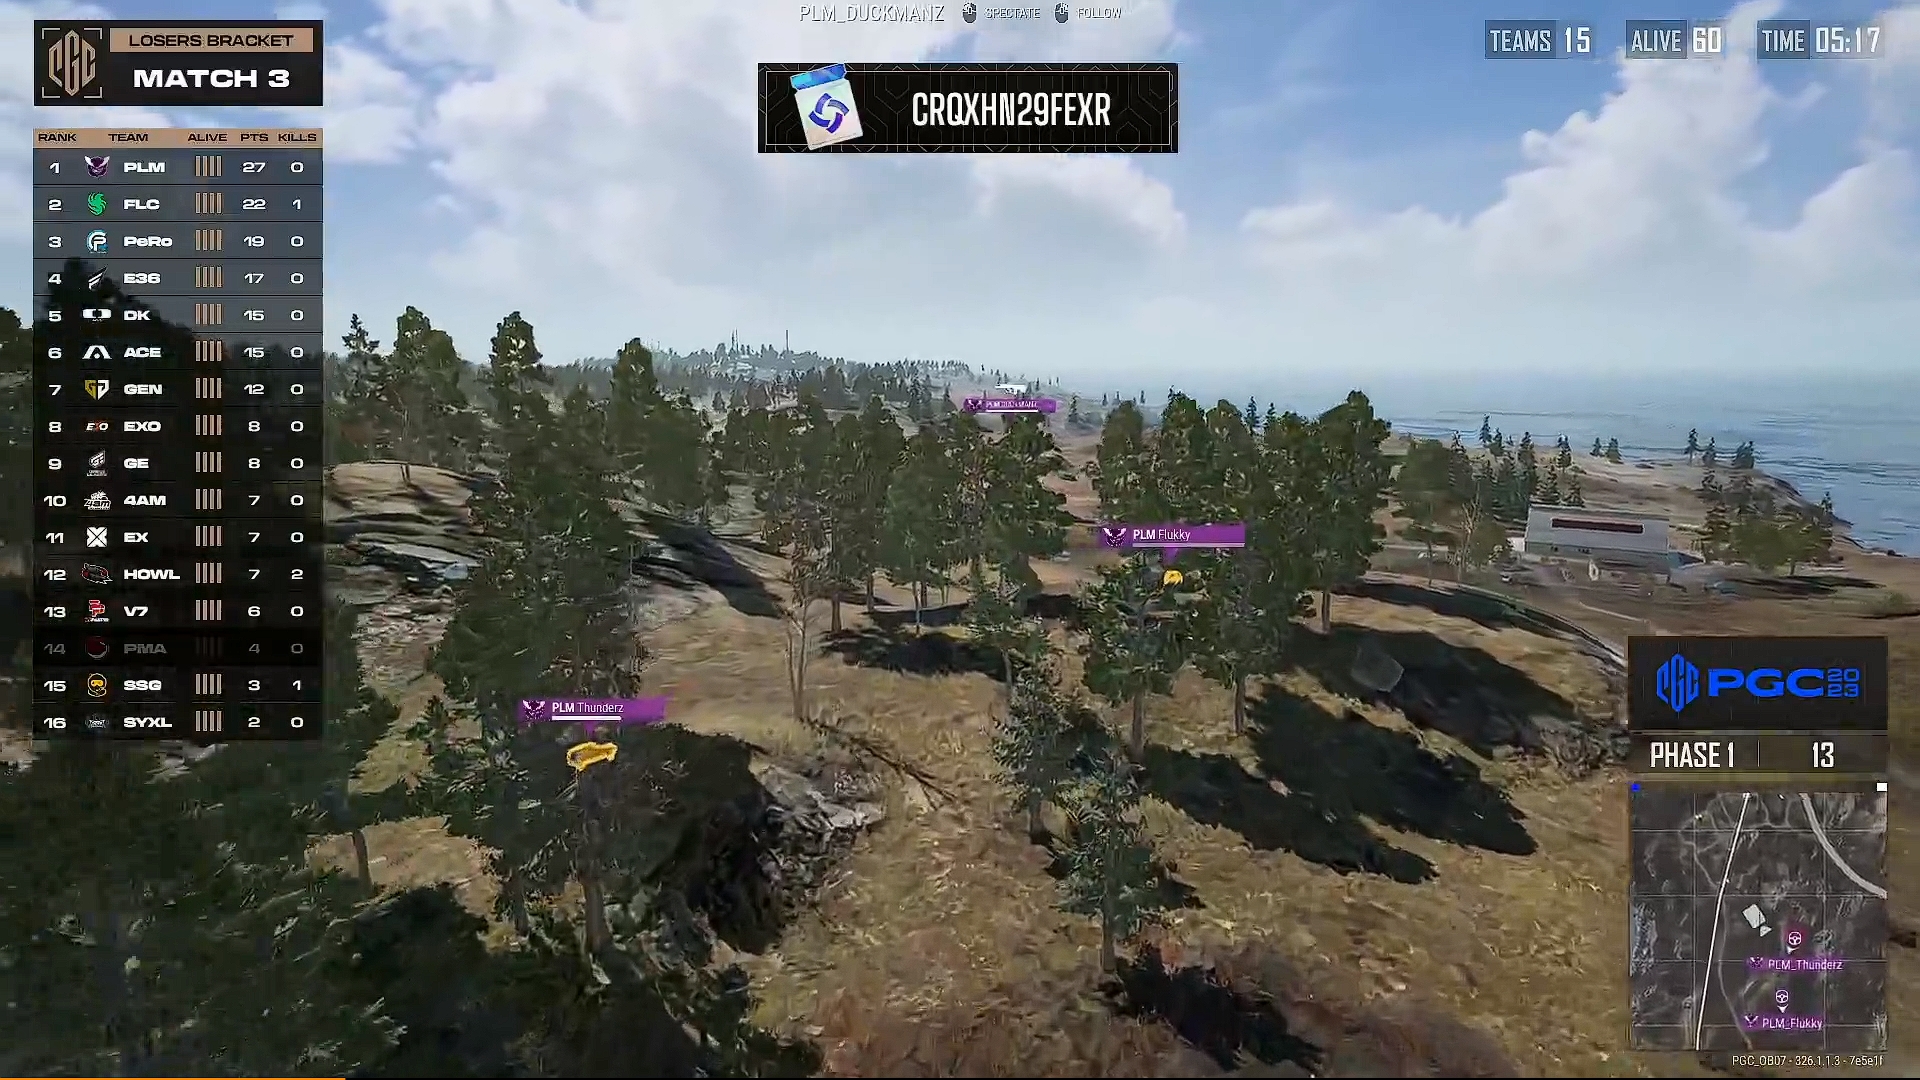 PLM_DUCKMANZ SPECTATE FOLLOW
LOSERS BRACKET
MATCH 3
TEAMS 15 ALIVE 60 TIME 05:17
CRQXHN29FEXR
RANK TEAM ALIVE PTS KILLS
1 PLM 27 0
2 FLC 22 1
3 PeRo 19 0
4 E36 17 0
5 DK 15 0
6 ACE 15 0
7 GEN 12 0
8 EXO EXO 8 0
9 GE 8 0
10 4AM 7 0
11 EX 7 0
12 HOWL 7 2
13 V7 6 0
14 PMA 4 0
15 SSG 3 1
16 SYXL 2 0
PLM Flukky
PLM Thunderz
PGC 2023
PHASE 1 13
PLM_Thunderz
PLM_Flukky
PGC_OB07 - 326.1.1.3 - 7e5e1f